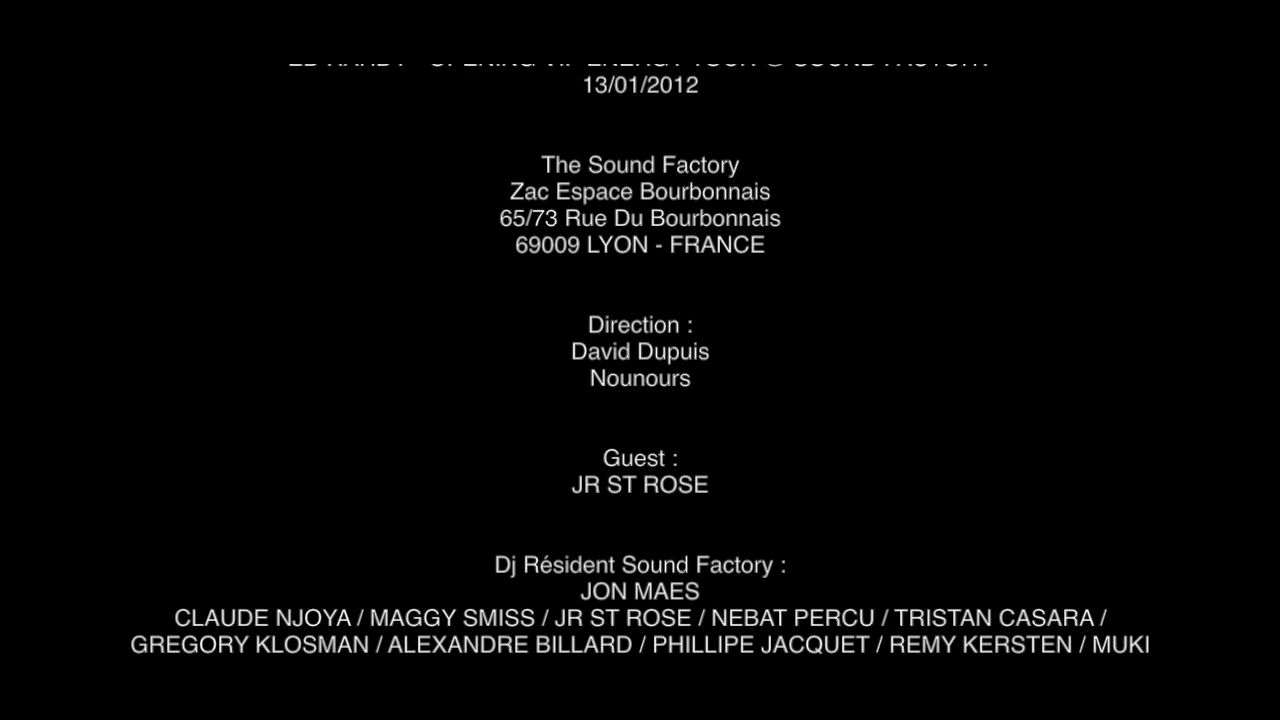 13/01/2012
The Sound Factory
Zac Espace Bourbonnais
65/73 Rue Du Bourbonnais
69009 LYON - FRANCE
Direction :
David Dupuis
Nounours
Guest :
JR ST ROSE
Dj Résident Sound Factory :
JON MAES
CLAUDE NJOYA / MAGGY SMISS / JR ST ROSE / NEBAT PERCU / TRISTAN CASARA /
GREGORY KLOSMAN / ALEXANDRE BILLARD / PHILLIPE JACQUET / REMY KERSTEN / MUKI